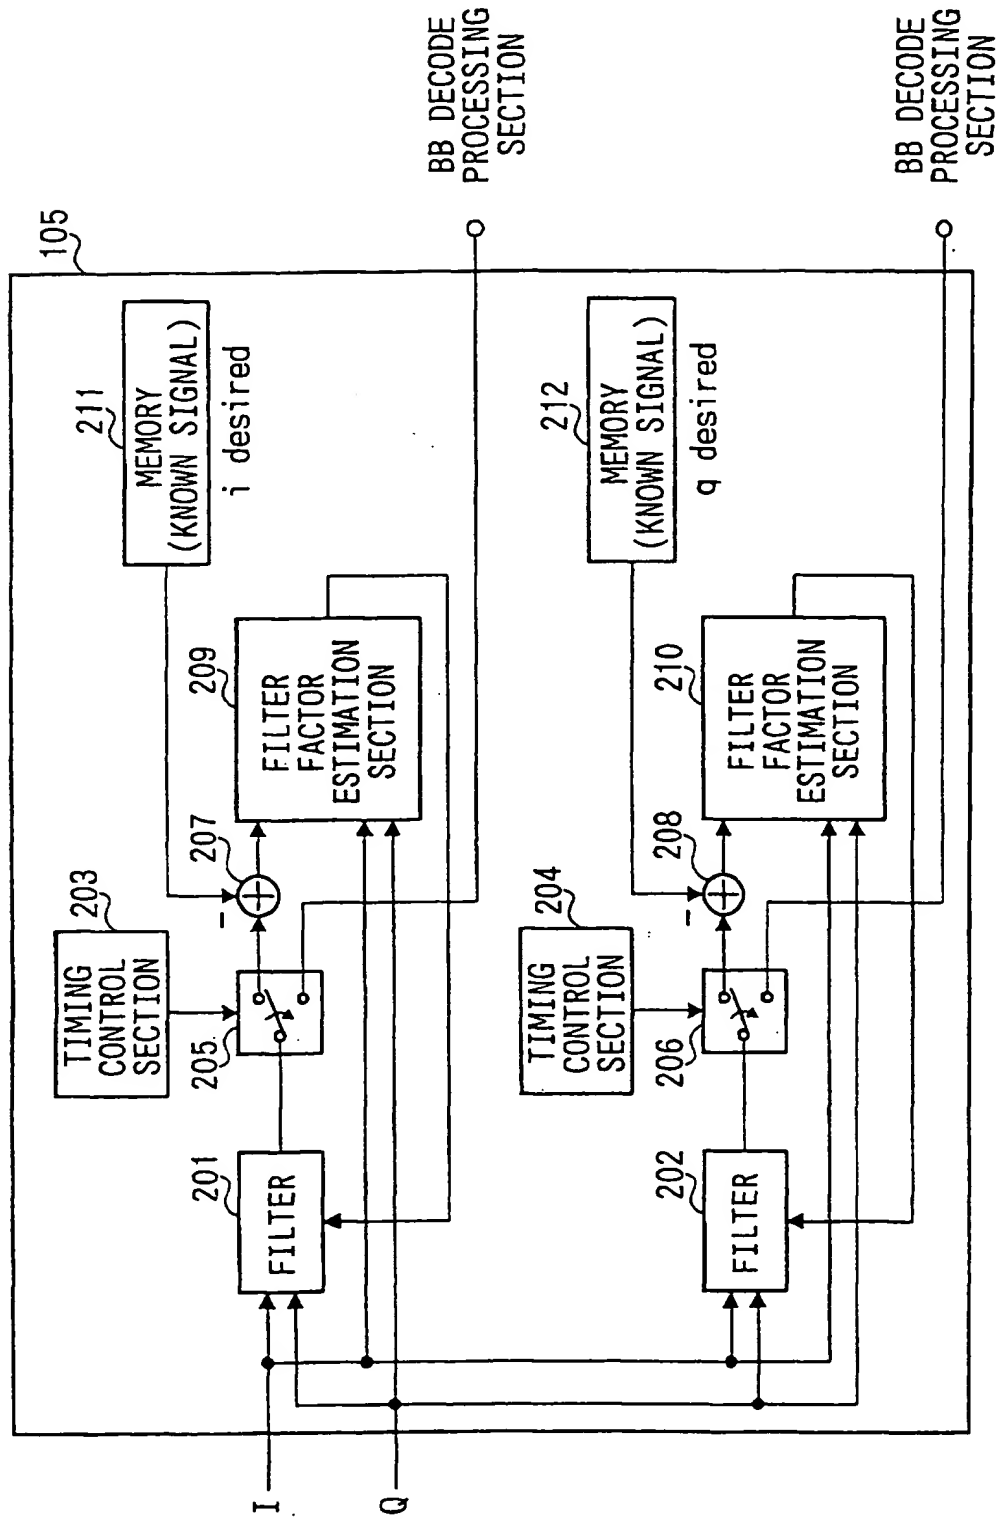 105
I
Q
201
FILTER
TIMING
CONTROL
SECTION
203
205
207
209
FILTER
FACTOR
ESTIMATION
SECTION
211
MEMORY
(KNOWN SIGNAL)
i desired
-
BB DECODE
PROCESSING
SECTION
202
FILTER
TIMING
CONTROL
SECTION
204
206
208
210
FILTER
FACTOR
ESTIMATION
SECTION
212
MEMORY
(KNOWN SIGNAL)
q desired
-
BB DECODE
PROCESSING
SECTION